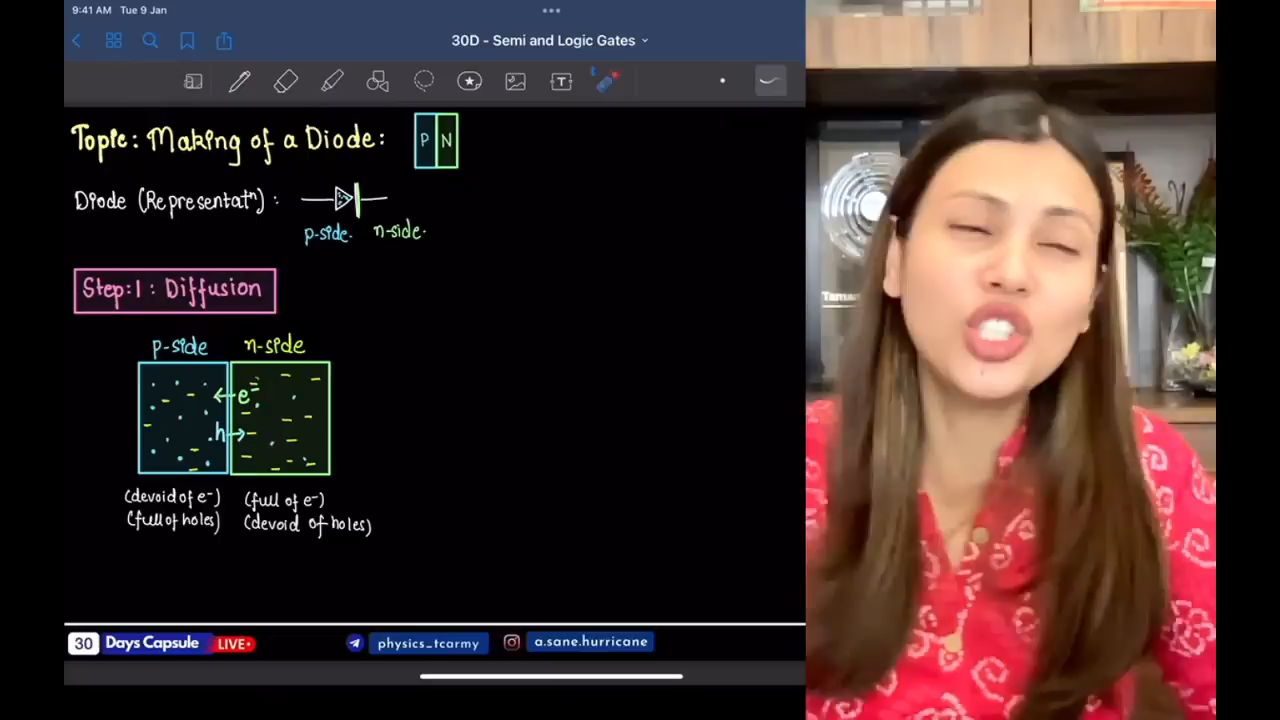 9:41 AM Tue 9 Jan
30D - Semi and Logic Gates
T
Topic: Making of a Diode: P N
Diode (Representatⁿ) :
p-side. n-side.
Step:1 : Diffusion
p-side n-side
e⁻
h
(devoid of e⁻) (full of e⁻)
(full of holes) (devoid of holes)
30 Days Capsule LIVE
physics_tcarmy
a.sane.hurricane